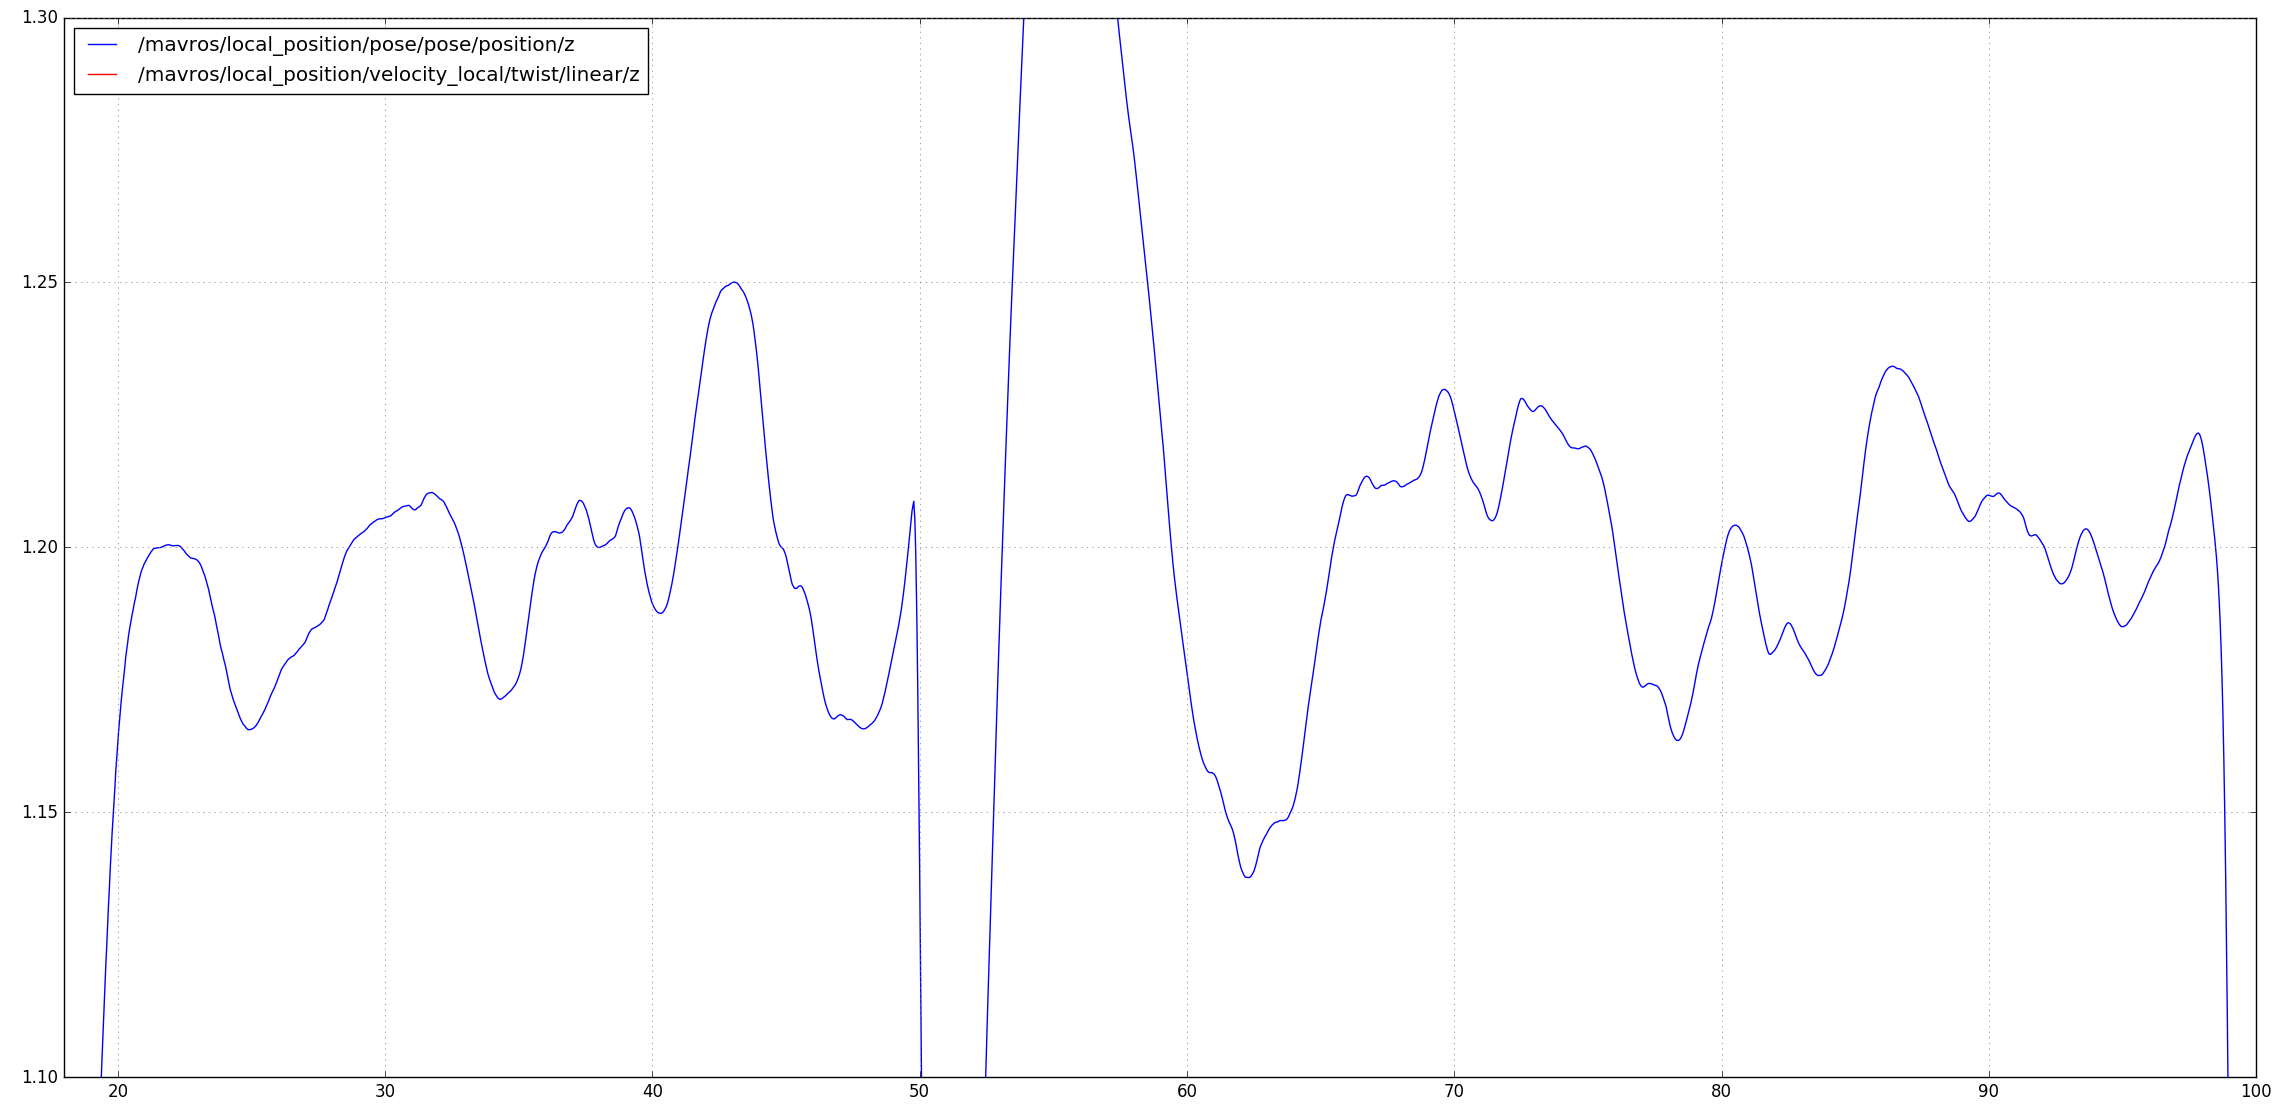 1.30
/mavros/local_position/pose/pose/position/z
/mavros/local_position/velocity_local/twist/linear/z
1.25
1.20
1.15
1.10
20 30 40 50 60 70 80 90 100